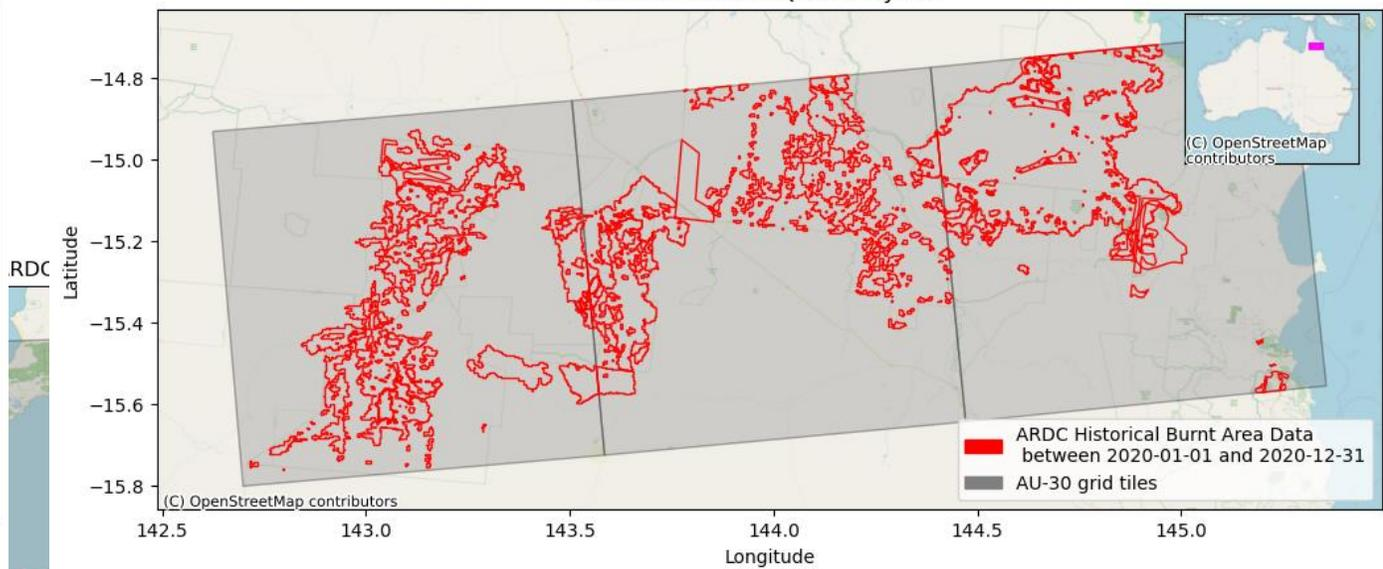 −14.8
−15.0
−15.2
−15.4
−15.6
−15.8
Latitude
142.5
143.0
143.5
144.0
144.5
145.0
Longitude
(C) OpenStreetMap
contributors
(C) OpenStreetMap contributors
ARDC Historical Burnt Area Data
between 2020-01-01 and 2020-12-31
AU-30 grid tiles